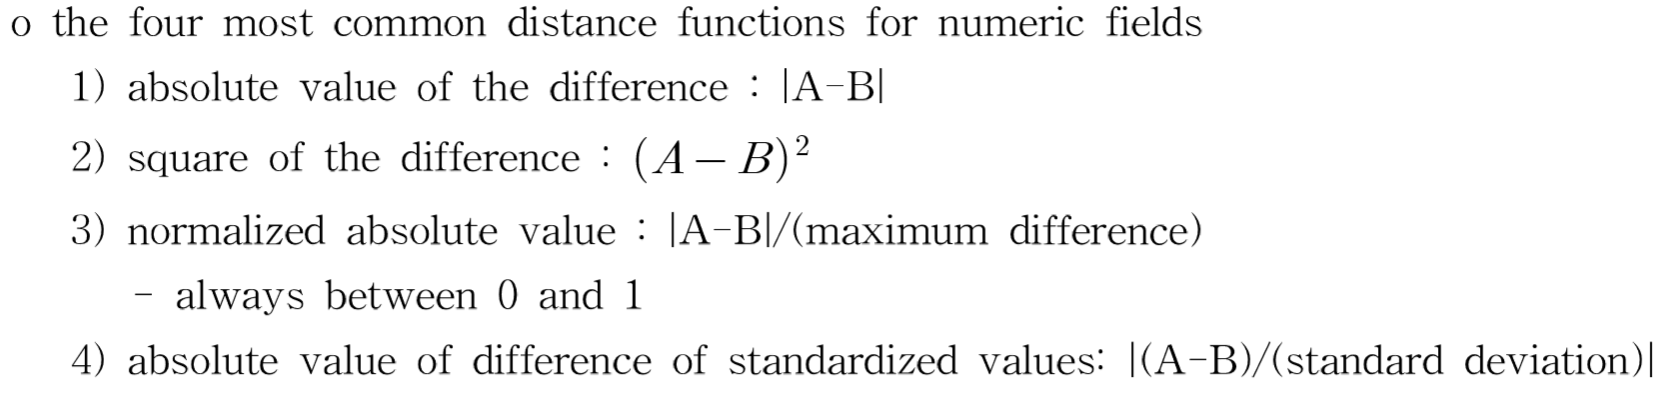 o the four most common distance functions for numeric fields
1) absolute value of the difference : |A-B|
2) square of the difference : (A − B)²
3) normalized absolute value : |A-B|/(maximum difference)
- always between 0 and 1
4) absolute value of difference of standardized values: |(A-B)/(standard deviation)|